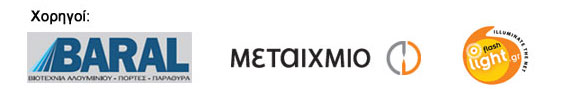 Χορηγοί:
BARAL
ΒΙΟΤΕΧΝΙΑ ΑΛΟΥΜΙΝΙΟΥ • ΠΟΡΤΕΣ • ΠΑΡΑΘΥΡΑ
μεταιχμιο
ILLUMINATE THE NET
flash
light.gr